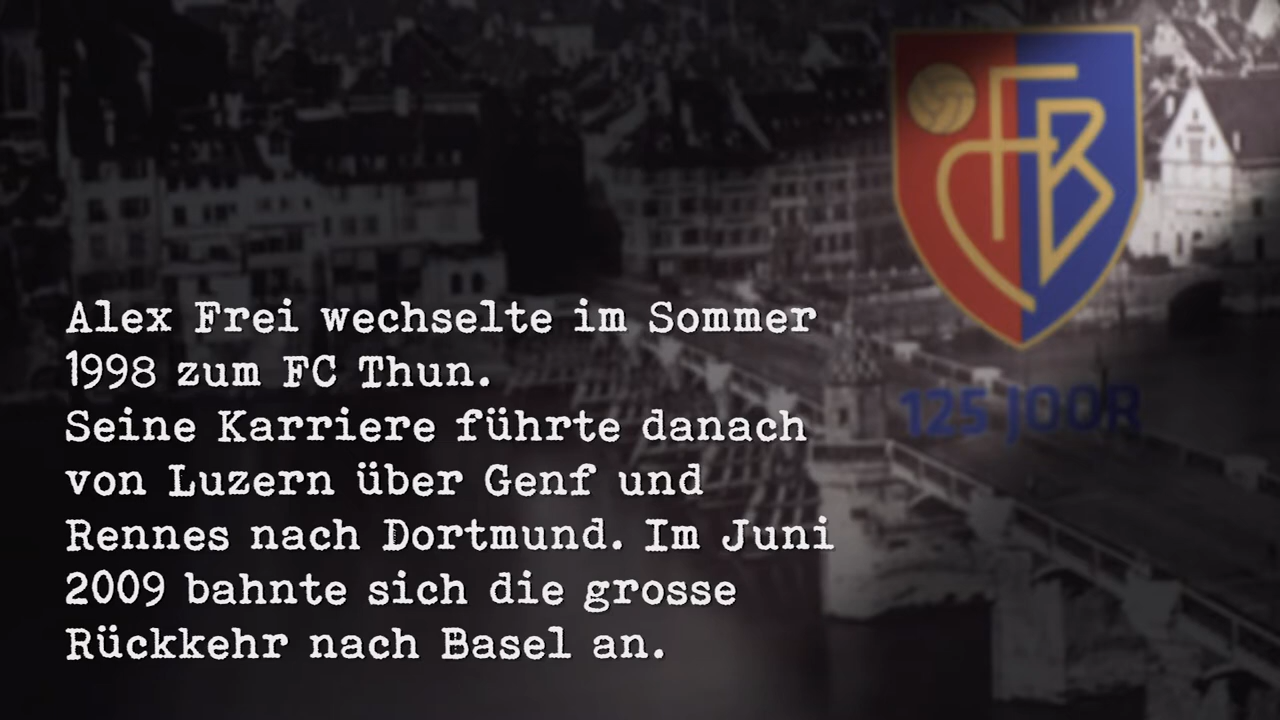 FCB
125 JOOR
Alex Frei wechselte im Sommer
1998 zum FC Thun.
Seine Karriere führte danach
von Luzern über Genf und
Rennes nach Dortmund. Im Juni
2009 bahnte sich die grosse
Rückkehr nach Basel an.